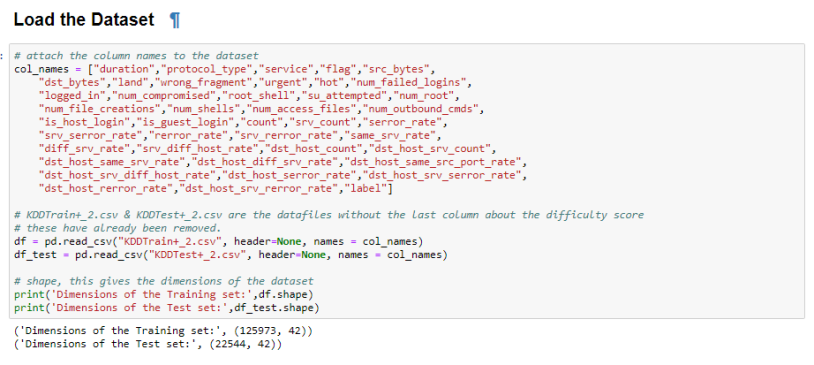 Load the Dataset ¶
# attach the column names to the dataset
col_names = ["duration","protocol_type","service","flag","src_bytes",
"dst_bytes","land","wrong_fragment","urgent","hot","num_failed_logins",
"logged_in","num_compromised","root_shell","su_attempted","num_root",
"num_file_creations","num_shells","num_access_files","num_outbound_cmds",
"is_host_login","is_guest_login","count","srv_count","serror_rate",
"srv_serror_rate","rerror_rate","srv_rerror_rate","same_srv_rate",
"diff_srv_rate","srv_diff_host_rate","dst_host_count","dst_host_srv_count",
"dst_host_same_srv_rate","dst_host_diff_srv_rate","dst_host_same_src_port_rate",
"dst_host_srv_diff_host_rate","dst_host_serror_rate","dst_host_srv_serror_rate",
"dst_host_rerror_rate","dst_host_srv_rerror_rate","label"]
# KDDTrain+_2.csv & KDDTest+_2.csv are the datafiles without the last column about the difficulty score
# these have already been removed.
df = pd.read_csv("KDDTrain+_2.csv", header=None, names = col_names)
df_test = pd.read_csv("KDDTest+_2.csv", header=None, names = col_names)
# shape, this gives the dimensions of the dataset
print('Dimensions of the Training set:',df.shape)
print('Dimensions of the Test set:',df_test.shape)
('Dimensions of the Training set:', (125973, 42))
('Dimensions of the Test set:', (22544, 42))